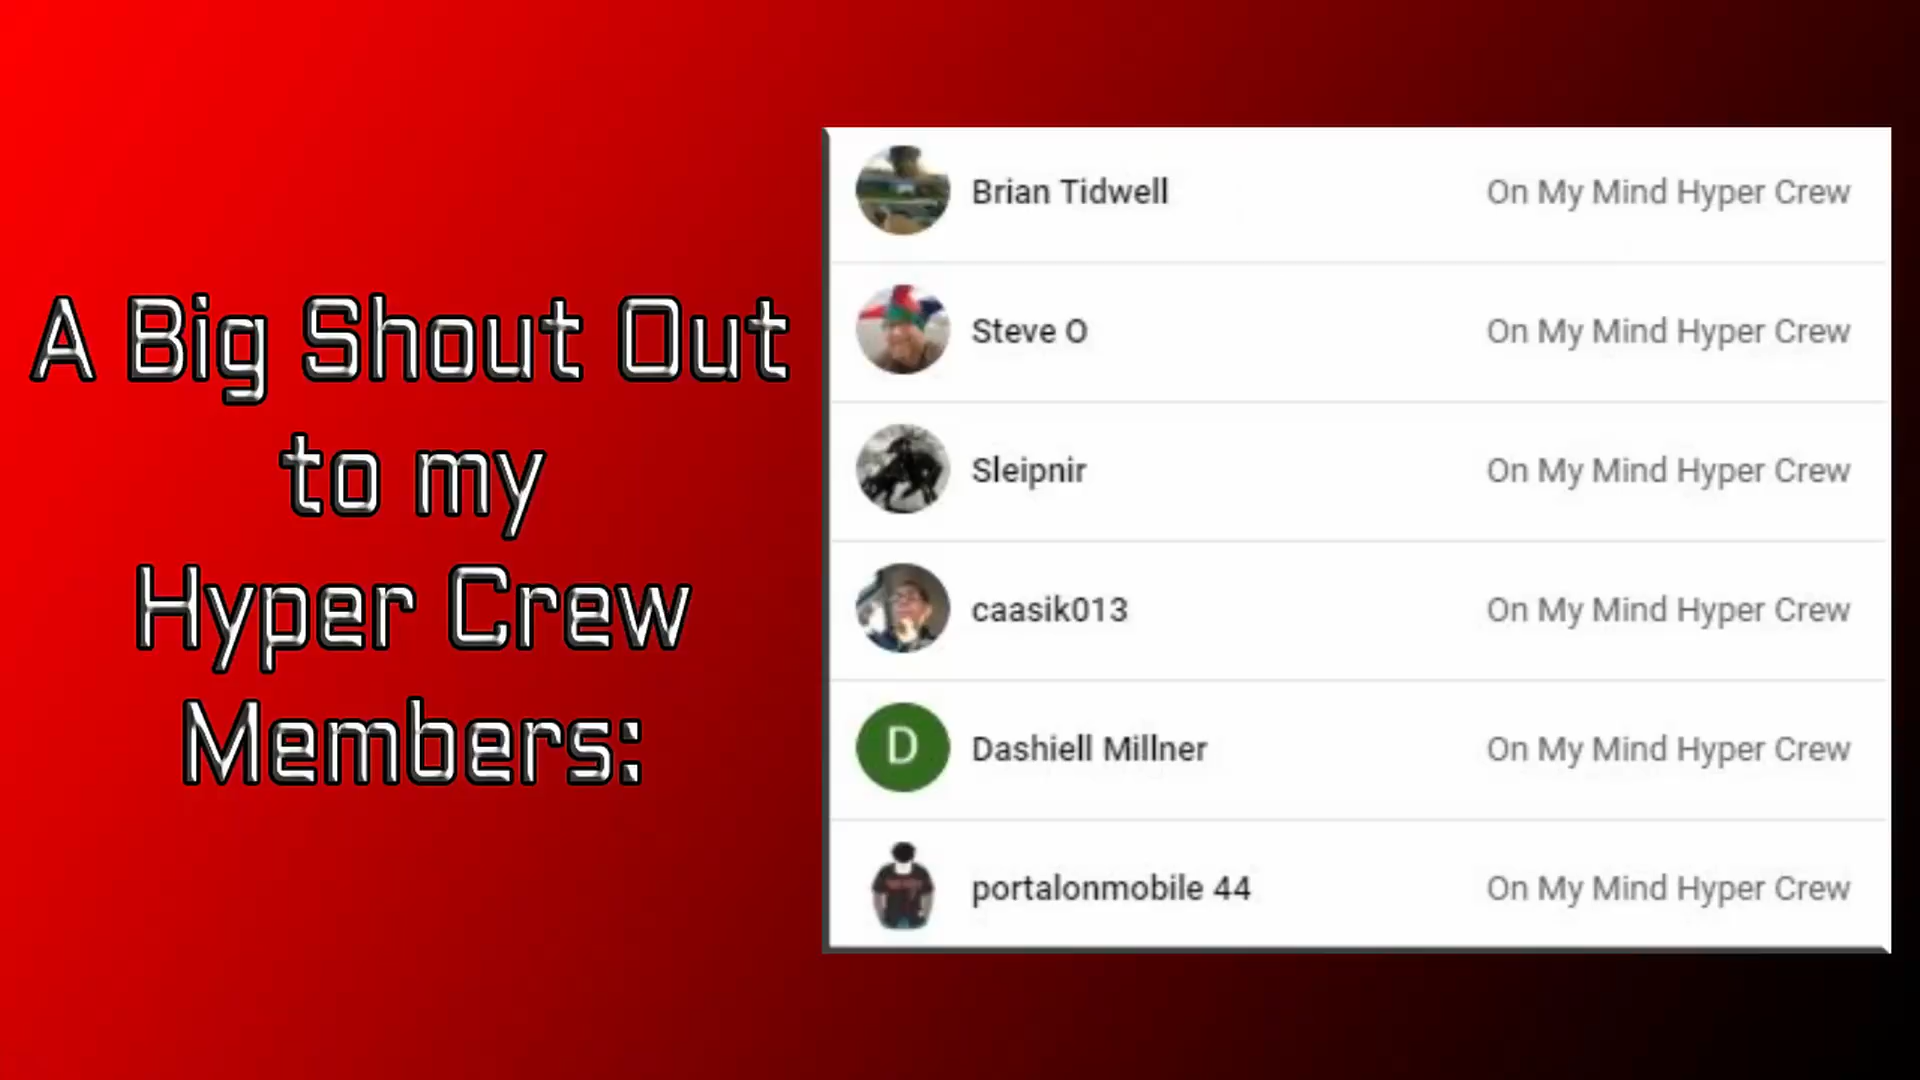 A Big Shout Out
to my
Hyper Crew
Members:
Brian Tidwell On My Mind Hyper Crew
Steve O On My Mind Hyper Crew
Sleipnir On My Mind Hyper Crew
caasik013 On My Mind Hyper Crew
D Dashiell Millner On My Mind Hyper Crew
portalonmobile 44 On My Mind Hyper Crew